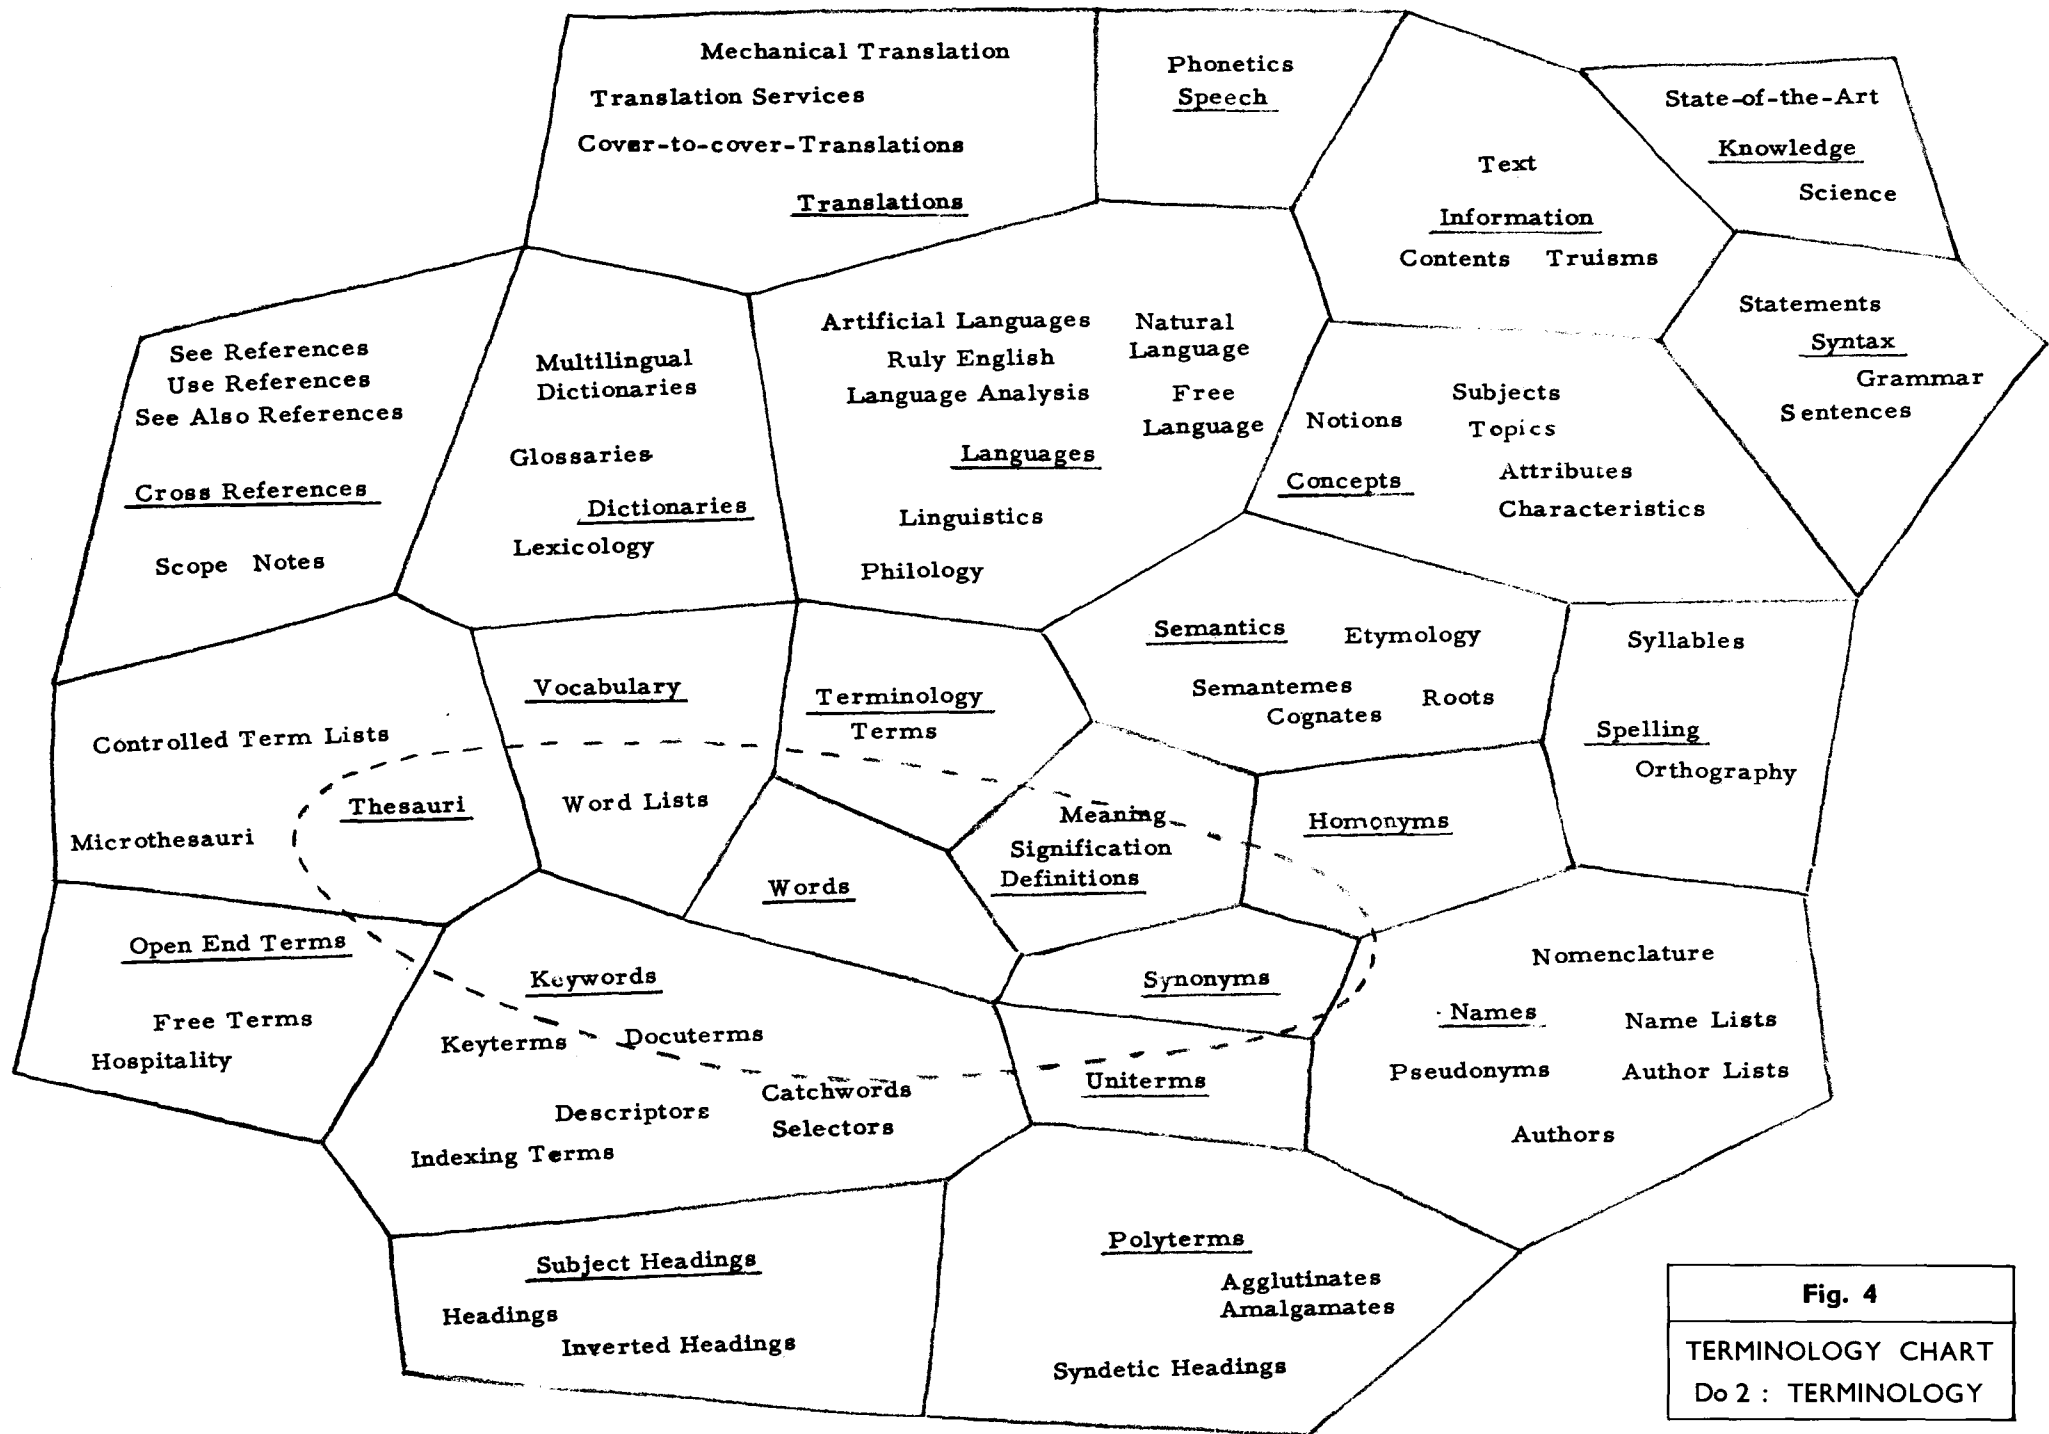 Mechanical Translation
Translation Services
Cover-to-cover-Translations
Translations
Phonetics
Speech
Text
Information
Contents Truisms
State-of-the-Art
Knowledge
Science
See References
Use References
See Also References
Cross References
Scope Notes
Multilingual
Dictionaries
Glossaries
Dictionaries
Lexicology
Artificial Languages
Ruly English
Language Analysis
Natural
Language
Free
Language
Languages
Linguistics
Philology
Notions
Subjects
Topics
Concepts
Attributes
Characteristics
Statements
Syntax
Grammar
Sentences
Controlled Term Lists
Thesauri
Microthesauri
Vocabulary
Word Lists
Terminology
Terms
Words
Semantics Etymology
Semantemes
Cognates
Roots
Meaning
Signification
Definitions
Homonyms
Syllables
Spelling
Orthography
Open End Terms
Free Terms
Hospitality
Keywords
Keyterms Docuterms
Descriptors
Catchwords
Selectors
Indexing Terms
Synonyms
Uniterms
Nomenclature
Names
Name Lists
Pseudonyms
Author Lists
Authors
Subject Headings
Headings
Inverted Headings
Polyterms
Agglutinates
Amalgamates
Syndetic Headings
Fig. 4
TERMINOLOGY CHART
Do 2 : TERMINOLOGY